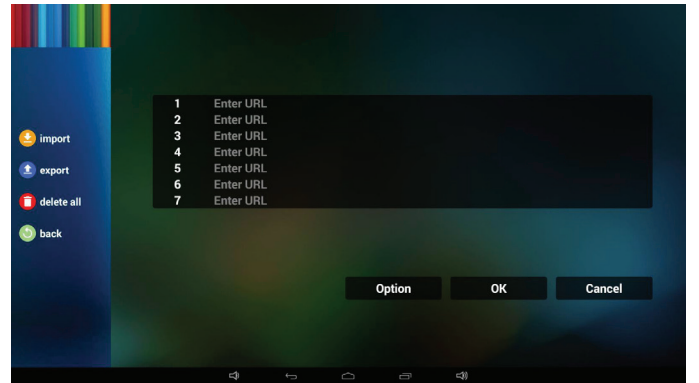 import
export
delete all
back
1 Enter URL
2 Enter URL
3 Enter URL
4 Enter URL
5 Enter URL
6 Enter URL
7 Enter URL
Option OK Cancel